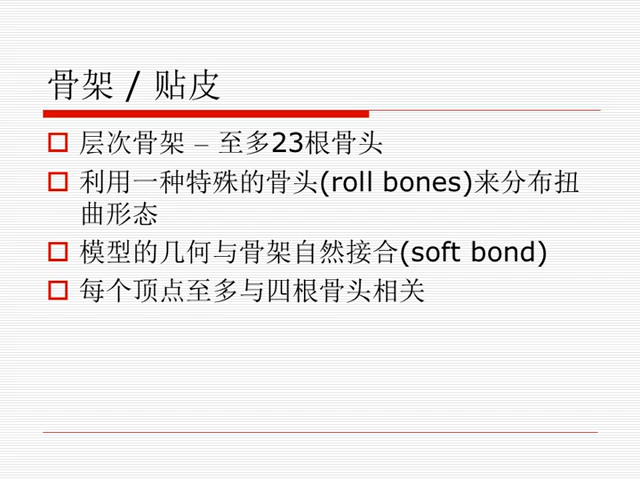 骨架 / 贴皮
层次骨架 – 至多23根骨头
利用一种特殊的骨头(roll bones)来分布扭
曲形态
模型的几何与骨架自然接合(soft bond)
每个顶点至多与四根骨头相关